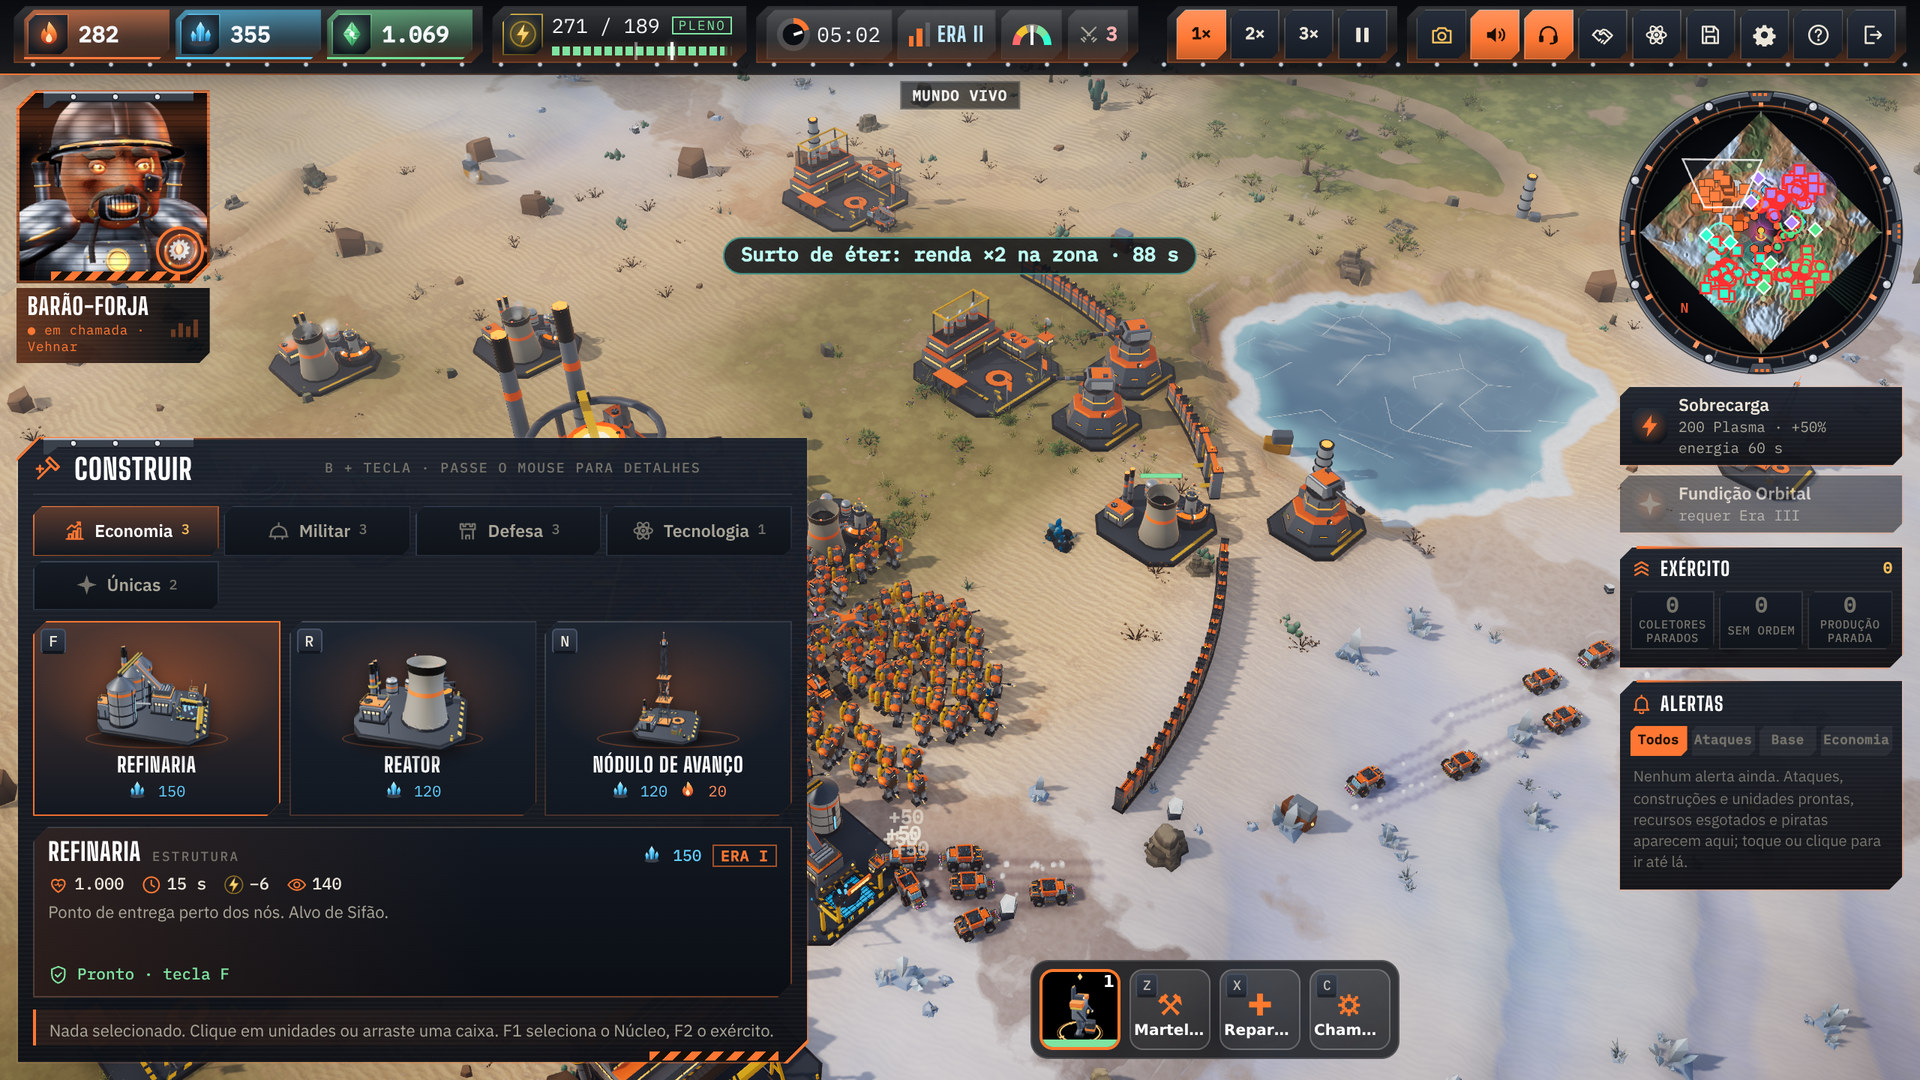 282
355
1.069
271 / 189 PLENO
05:02
ERA II
3
1×
2×
3×
MUNDO VIVO
BARÃO-FORJA
em chamada ·
Vehnar
Surto de éter: renda ×2 na zona · 88 s
N
Sobrecarga
200 Plasma · +50%
energia 60 s
Fundição Orbital
requer Era III
EXÉRCITO 0
0 0 0
COLETORES PARADOS
SEM ORDEM
PRODUÇÃO PARADA
ALERTAS
Todos Ataques Base Economia
Nenhum alerta ainda. Ataques,
construções e unidades prontas,
recursos esgotados e piratas
aparecem aqui; toque ou clique para
ir até lá.
CONSTRUIR
B + TECLA · PASSE O MOUSE PARA DETALHES
Economia 3
Militar 3
Defesa 3
Tecnologia 1
Únicas 2
F
REFINARIA
150
R
REATOR
120
N
NÓDULO DE AVANÇO
120 20
REFINARIA ESTRUTURA 150 ERA I
1.000 15 s −6 140
Ponto de entrega perto dos nós. Alvo de Sifão.
Pronto · tecla F
Nada selecionado. Clique em unidades ou arraste uma caixa. F1 seleciona o Núcleo, F2 o exército.
+50
+50
1
Z
Martel...
X
Repar...
C
Cham...